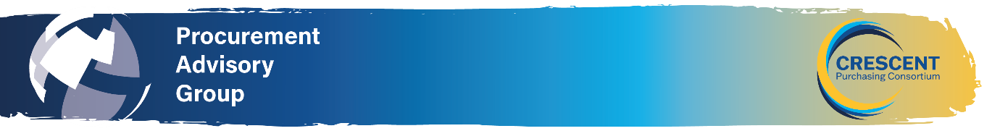 Procurement
Advisory
Group
CRESCENT
Purchasing Consortium